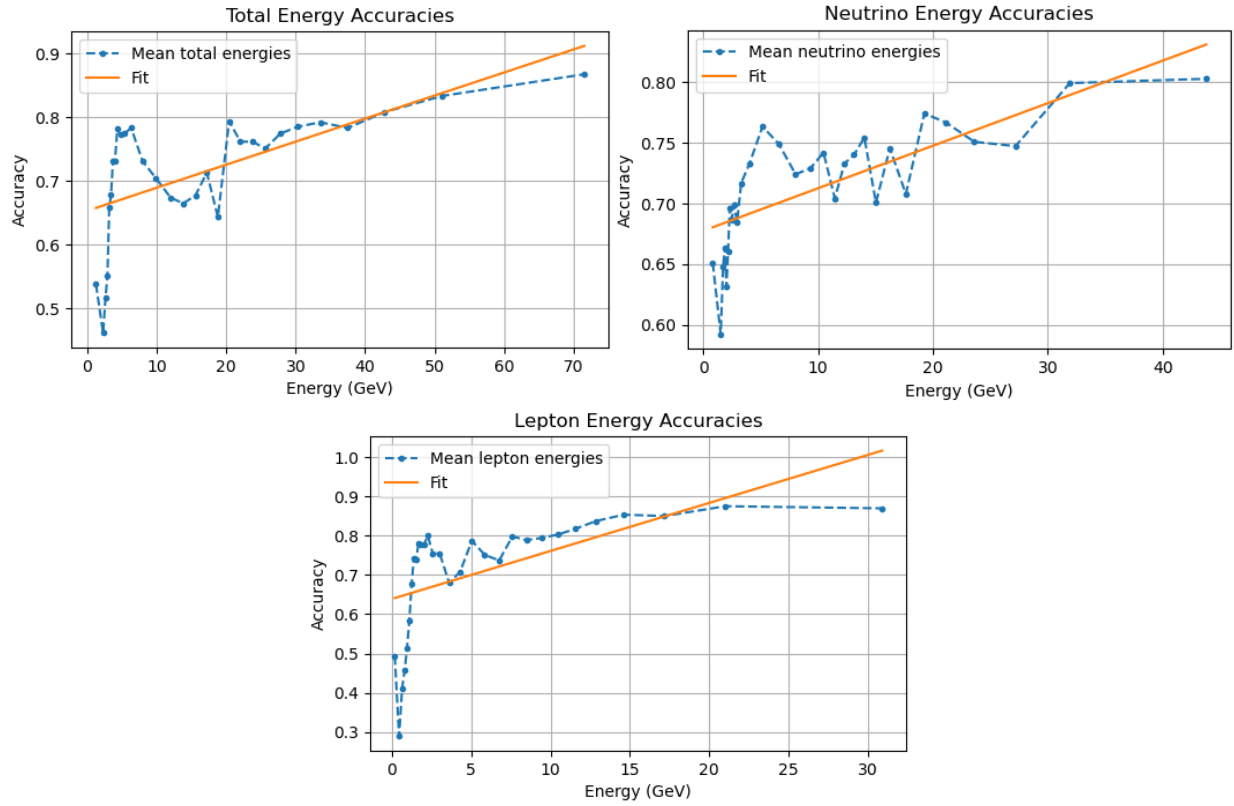 Total Energy Accuracies
Mean total energies
Fit
0.9
0.8
0.7
0.6
0.5
Accuracy
0
10
20
30
40
50
60
70
Energy (GeV)
Neutrino Energy Accuracies
Mean neutrino energies
Fit
0.80
0.75
0.70
0.65
0.60
Accuracy
0
10
20
30
40
Energy (GeV)
Lepton Energy Accuracies
Mean lepton energies
Fit
1.0
0.9
0.8
0.7
0.6
0.5
0.4
0.3
Accuracy
0
5
10
15
20
25
30
Energy (GeV)